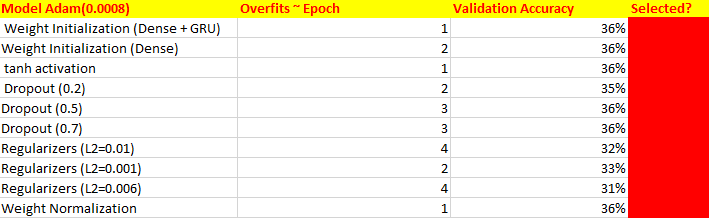 Model Adam(0.0008) Overfits ~ Epoch Validation Accuracy Selected?
Weight Initialization (Dense + GRU) 1 36%
Weight Initialization (Dense) 2 36%
tanh activation 1 36%
Dropout (0.2) 2 35%
Dropout (0.5) 3 36%
Dropout (0.7) 3 36%
Regularizers (L2=0.01) 4 32%
Regularizers (L2=0.001) 2 33%
Regularizers (L2=0.006) 4 31%
Weight Normalization 1 36%